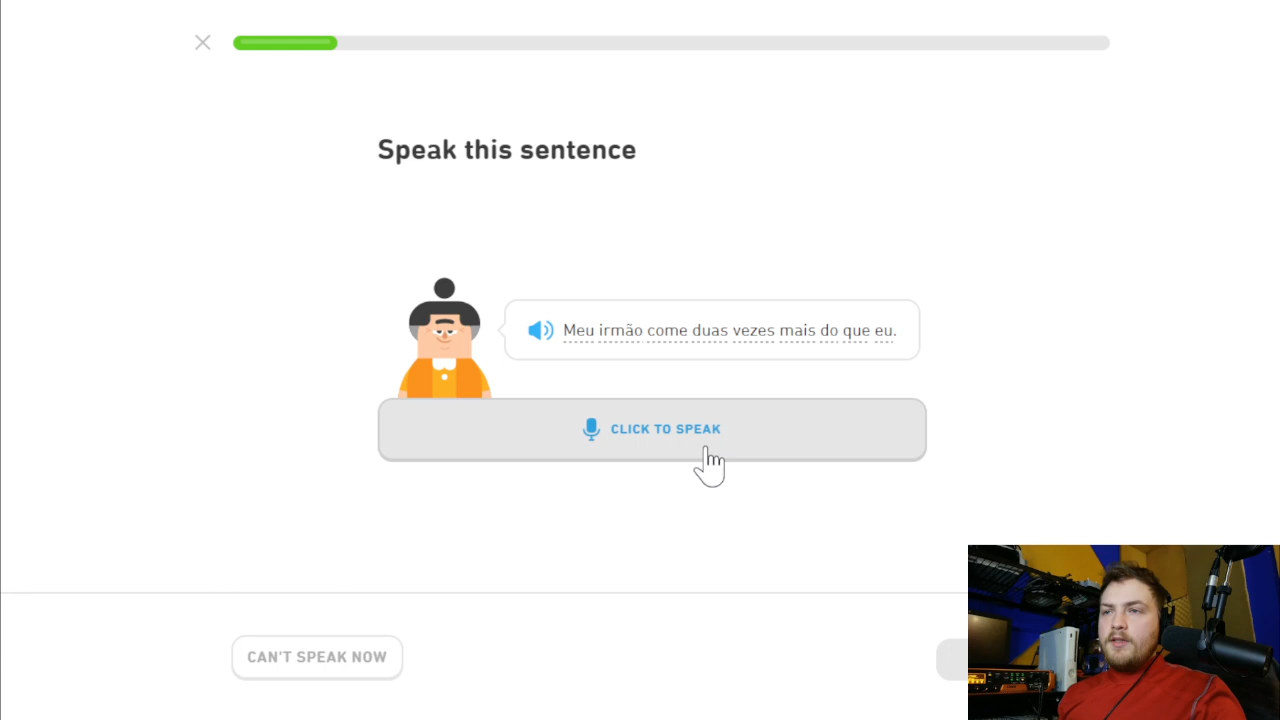 Speak this sentence
Meu irmão come duas vezes mais do que eu.
CLICK TO SPEAK
CAN'T SPEAK NOW